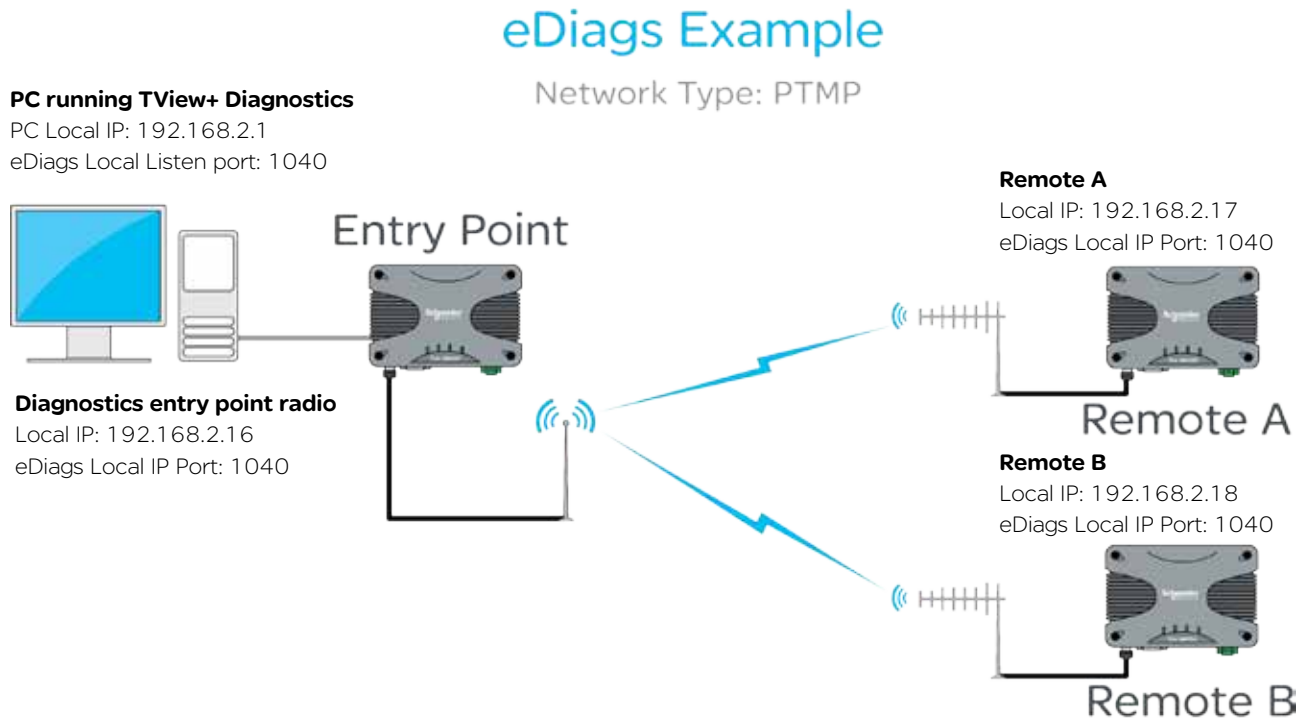 eDiags Example
Network Type: PTMP
PC running TView+ Diagnostics
PC Local IP: 192.168.2.1
eDiags Local Listen port: 1040
Entry Point
Diagnostics entry point radio
Local IP: 192.168.2.16
eDiags Local IP Port: 1040
Remote A
Local IP: 192.168.2.17
eDiags Local IP Port: 1040
Remote A
Remote B
Local IP: 192.168.2.18
eDiags Local IP Port: 1040
Remote B